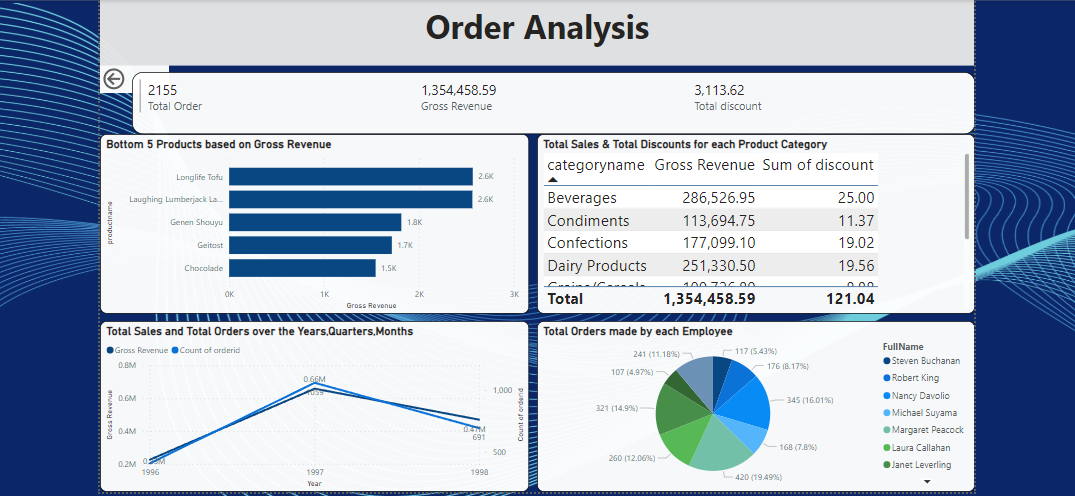 Order Analysis
2155
Total Order
1,354,458.59
Gross Revenue
3,113.62
Total discount
Bottom 5 Products based on Gross Revenue
productname
Longlife Tofu
2.6K
Laughing Lumberjack La...
2.6K
Genen Shouyu
1.8K
Geitost
1.7K
Chocolade
1.5K
0K 1K 2K 3K
Gross Revenue
Total Sales & Total Discounts for each Product Category
categoryname Gross Revenue Sum of discount
Beverages 286,526.95 25.00
Condiments 113,694.75 11.37
Confections 177,099.10 19.02
Dairy Products 251,330.50 19.56
Total 1,354,458.59 121.04
Total Sales and Total Orders over the Years,Quarters,Months
Gross Revenue Count of orderid
Gross Revenue
0.8M
0.6M
0.4M
0.2M
0.66M
1059
0.47M
691
1,000
500
Count of orderid
1996 1997 1998
Year
Total Orders made by each Employee
117 (5.43%)
176 (8.17%)
345 (16.01%)
168 (7.8%)
420 (19.49%)
260 (12.06%)
321 (14.9%)
107 (4.97%)
241 (11.18%)
FullName
Steven Buchanan
Robert King
Nancy Davolio
Michael Suyama
Margaret Peacock
Laura Callahan
Janet Leverling